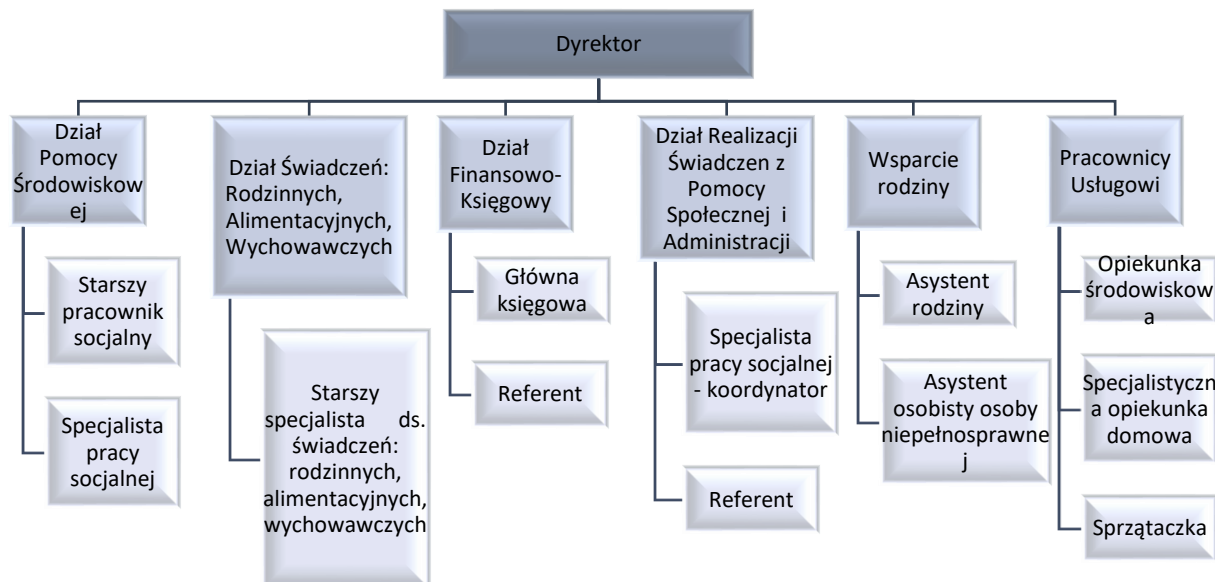 Dyrektor
Dział
Pomocy
Środowiskow
ej
Starszy
pracownik
socjalny
Specjalista
pracy
socjalnej
Dział Świadczeń:
Rodzinnych,
Alimentacyjnych,
Wychowawczych
Starszy
specjalista ds.
świadczeń:
rodzinnych,
alimentacyjnych,
wychowawczych
Dział
Finansowo-
Księgowy
Główna
księgowa
Referent
Dział Realizacji
Świadczen z
Pomocy
Społecznej i
Administracji
Specjalista
pracy socjalnej
- koordynator
Referent
Wsparcie
rodziny
Asystent
rodziny
Asystent
osobisty osoby
niepełnosprawne
j
Pracownicy
Usługowi
Opiekunka
środowiskow
a
Specjalistyczn
a opiekunka
domowa
Sprzątaczka